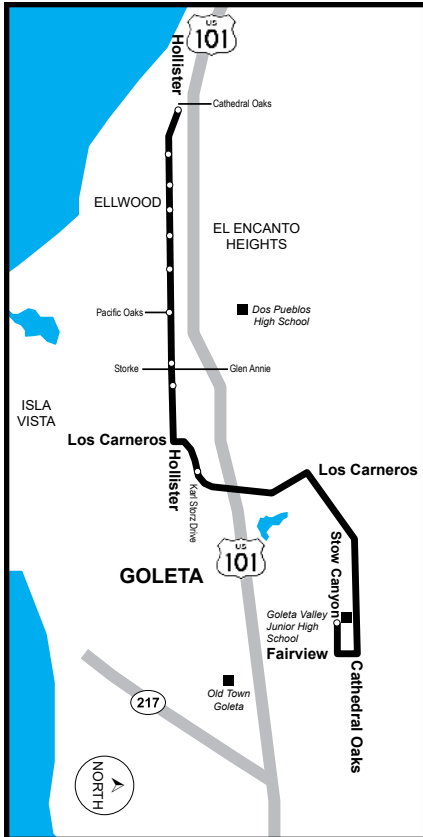 US
101
Hollister
Cathedral Oaks
ELLWOOD
EL ENCANTO
HEIGHTS
Dos Pueblos
High School
Pacific Oaks
Storke
Glen Annie
ISLA
VISTA
Los Carneros
Hollister
Los Carneros
Karl Storz Drive
Stow Canyon
US
101
GOLETA
Goleta Valley
Junior High
School
Fairview
Cathedral Oaks
Old Town
Goleta
217
NORTH